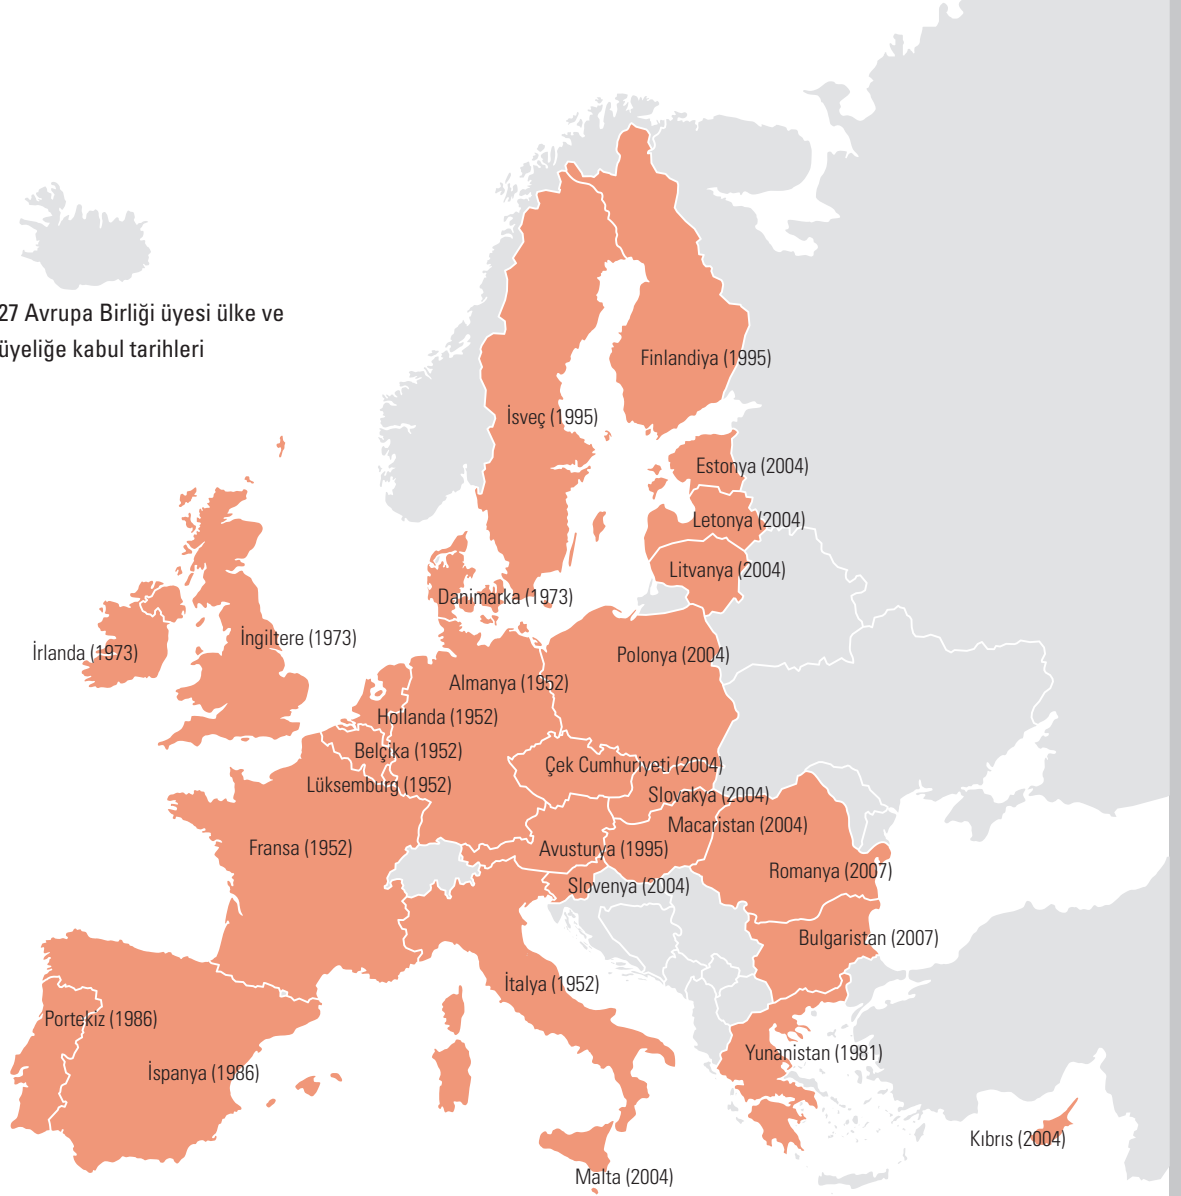 27 Avrupa Birliği üyesi ülke ve
üyeliğe kabul tarihleri
Finlandiya (1995)
İsveç (1995)
Estonya (2004)
Letonya (2004)
Litvanya (2004)
Danimarka (1973)
İngiltere (1973)
İrlanda (1973)
Polonya (2004)
Almanya (1952)
Hollanda (1952)
Belçika (1952)
Çek Cumhuriyeti (2004)
Lüksemburg (1952)
Slovakya (2004)
Macaristan (2004)
Fransa (1952)
Avusturya (1995)
Romanya (2007)
Slovenya (2004)
Bulgaristan (2007)
İtalya (1952)
Portekiz (1986)
Yunanistan (1981)
İspanya (1986)
Kıbrıs (2004)
Malta (2004)